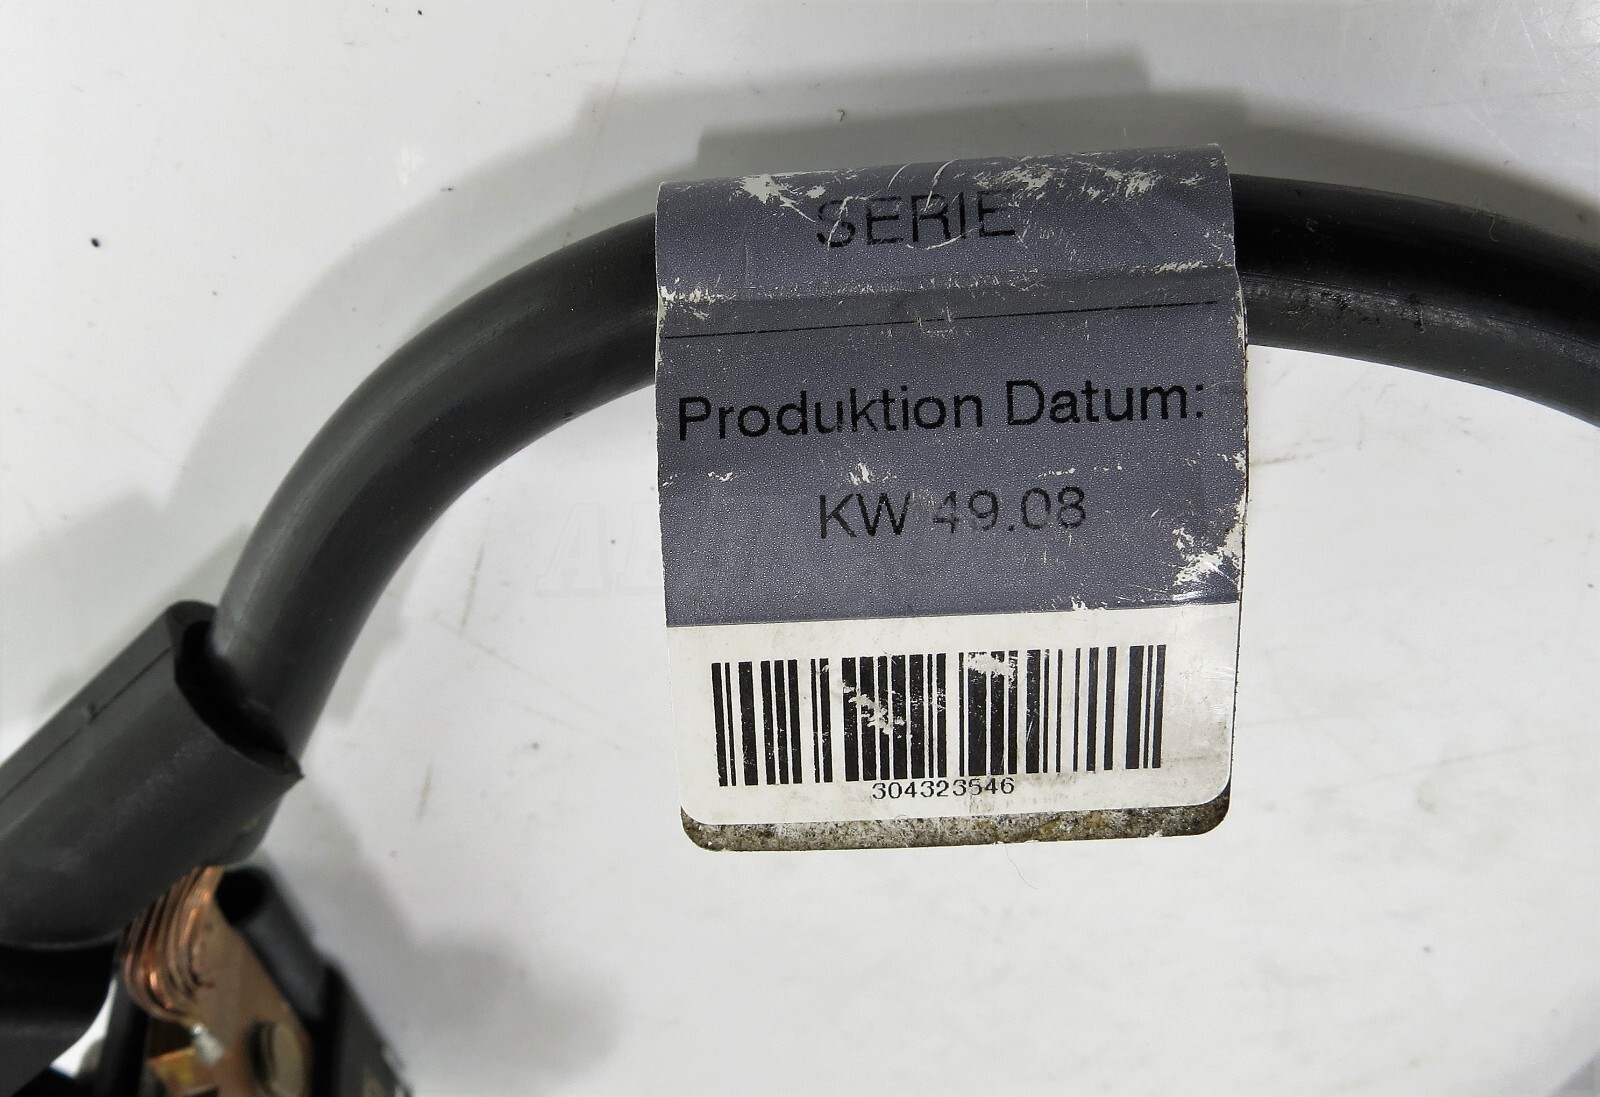 SERIE
Produktion Datum:
KW 49.08
304323546